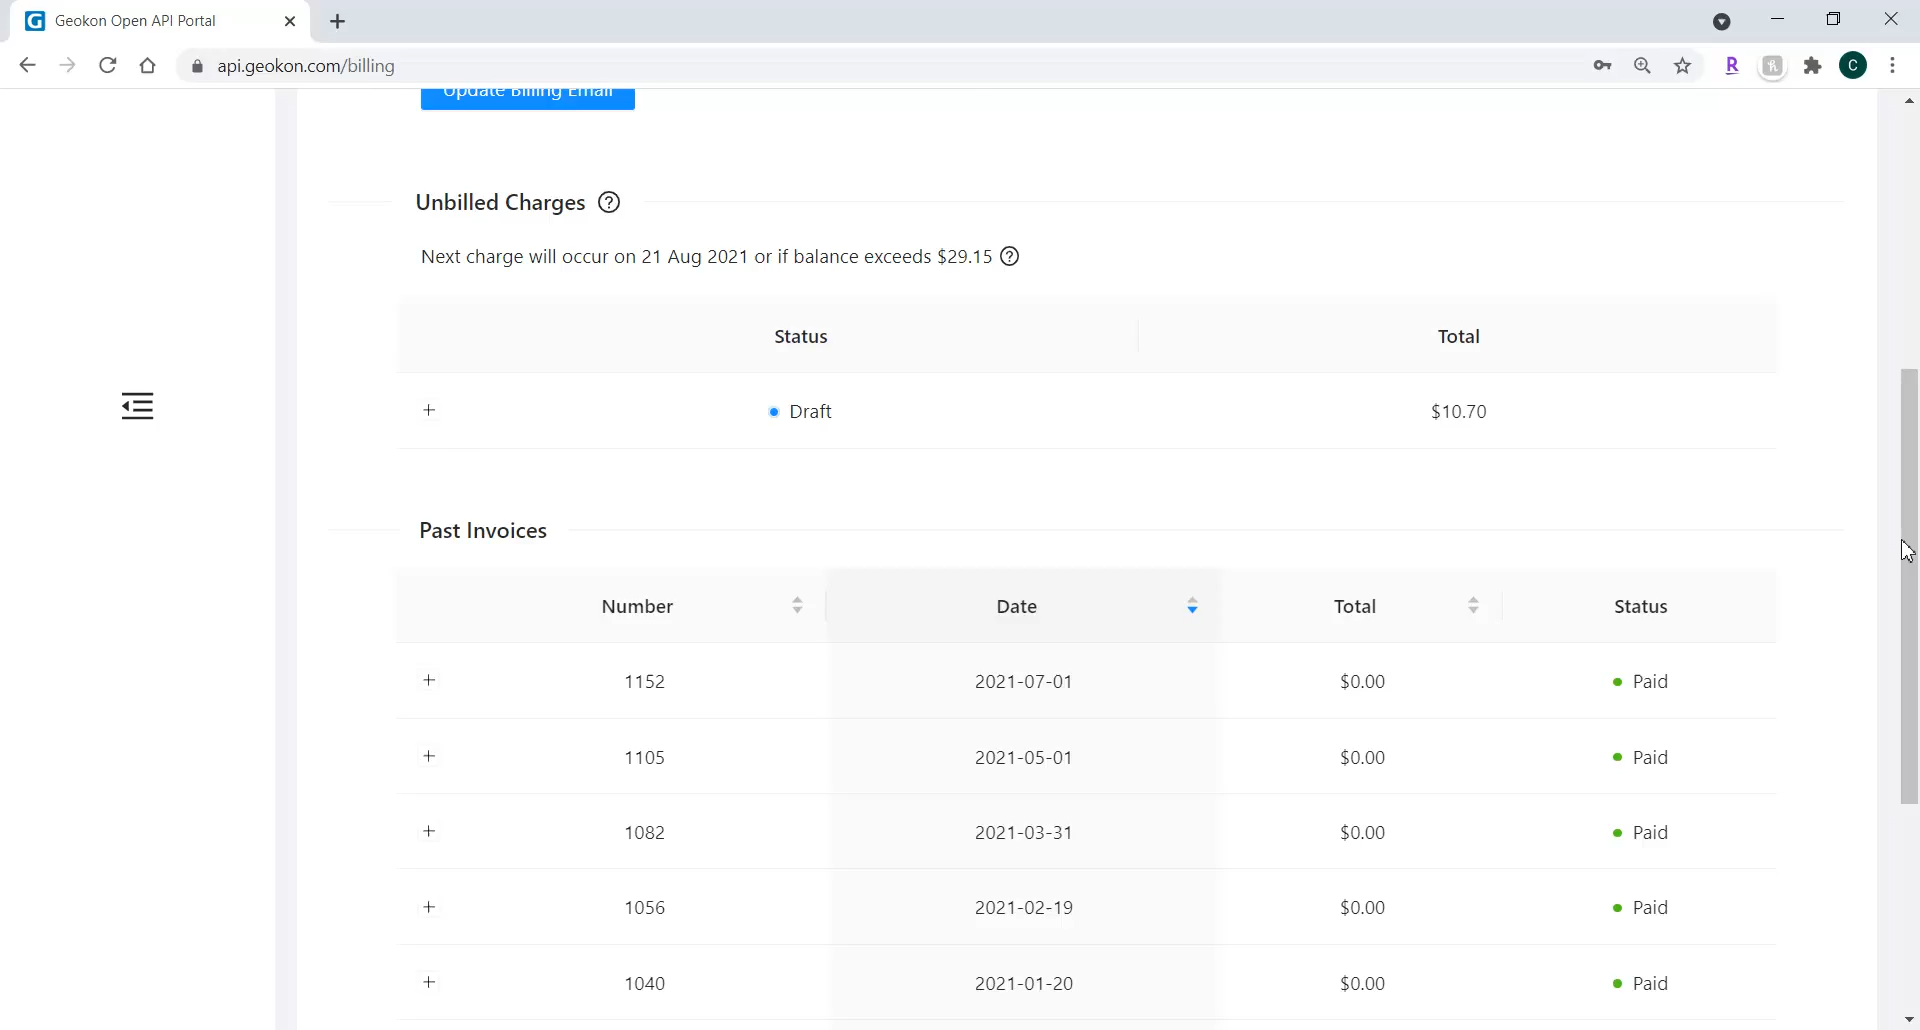 Geokon Open API Portal
api.geokon.com/billing
R
C
Update Billing Email
Unbilled Charges ?
Next charge will occur on 21 Aug 2021 or if balance exceeds $29.15 ?
Status Total
+ Draft $10.70
Past Invoices
Number Date Total Status
+ 1152 2021-07-01 $0.00 Paid
+ 1105 2021-05-01 $0.00 Paid
+ 1082 2021-03-31 $0.00 Paid
+ 1056 2021-02-19 $0.00 Paid
+ 1040 2021-01-20 $0.00 Paid